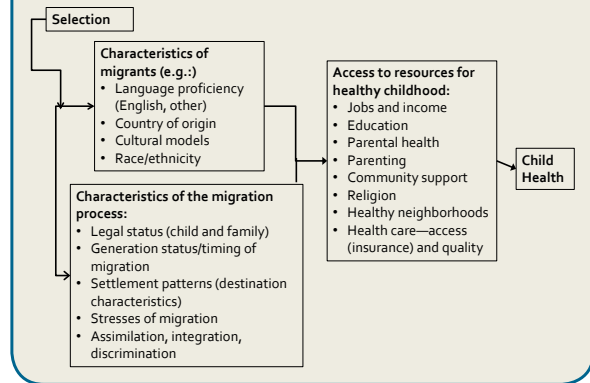 Selection
Characteristics of
migrants (e.g.:)
• Language proficiency
(English, other)
• Country of origin
• Cultural models
• Race/ethnicity
Characteristics of the migration
process:
• Legal status (child and family)
• Generation status/timing of
migration
• Settlement patterns (destination
characteristics)
• Stresses of migration
• Assimilation, integration,
discrimination
Access to resources for
healthy childhood:
• Jobs and income
• Education
• Parental health
• Parenting
• Community support
• Religion
• Healthy neighborhoods
• Health care—access
(insurance) and quality
Child
Health